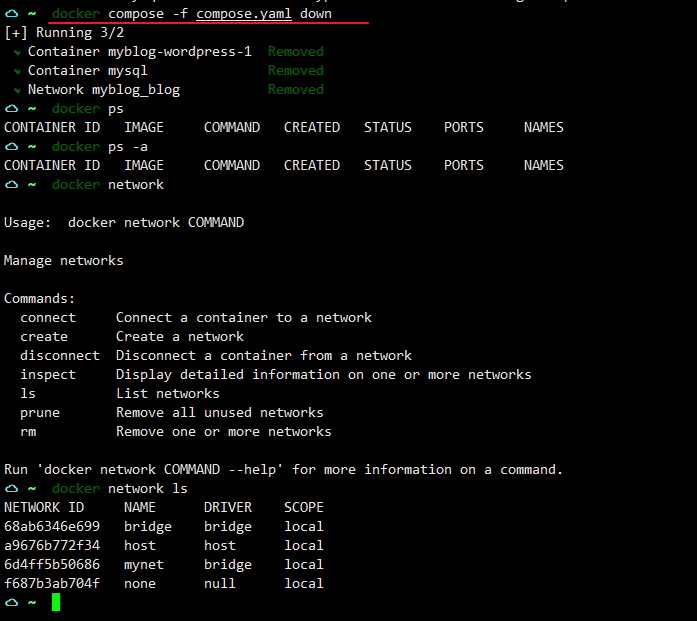 ~ docker compose -f compose.yaml down
[+] Running 3/2
✔ Container myblog-wordpress-1 Removed
✔ Container mysql Removed
✔ Network myblog_blog Removed
~ docker ps
CONTAINER ID IMAGE COMMAND CREATED STATUS PORTS NAMES
~ docker ps -a
CONTAINER ID IMAGE COMMAND CREATED STATUS PORTS NAMES
~ docker network
Usage: docker network COMMAND
Manage networks
Commands:
connect Connect a container to a network
create Create a network
disconnect Disconnect a container from a network
inspect Display detailed information on one or more networks
ls List networks
prune Remove all unused networks
rm Remove one or more networks
Run 'docker network COMMAND --help' for more information on a command.
~ docker network ls
NETWORK ID NAME DRIVER SCOPE
68ab6346e699 bridge bridge local
a9676b772f34 host host local
6d4ff5b50686 mynet bridge local
f687b3ab704f none null local
~